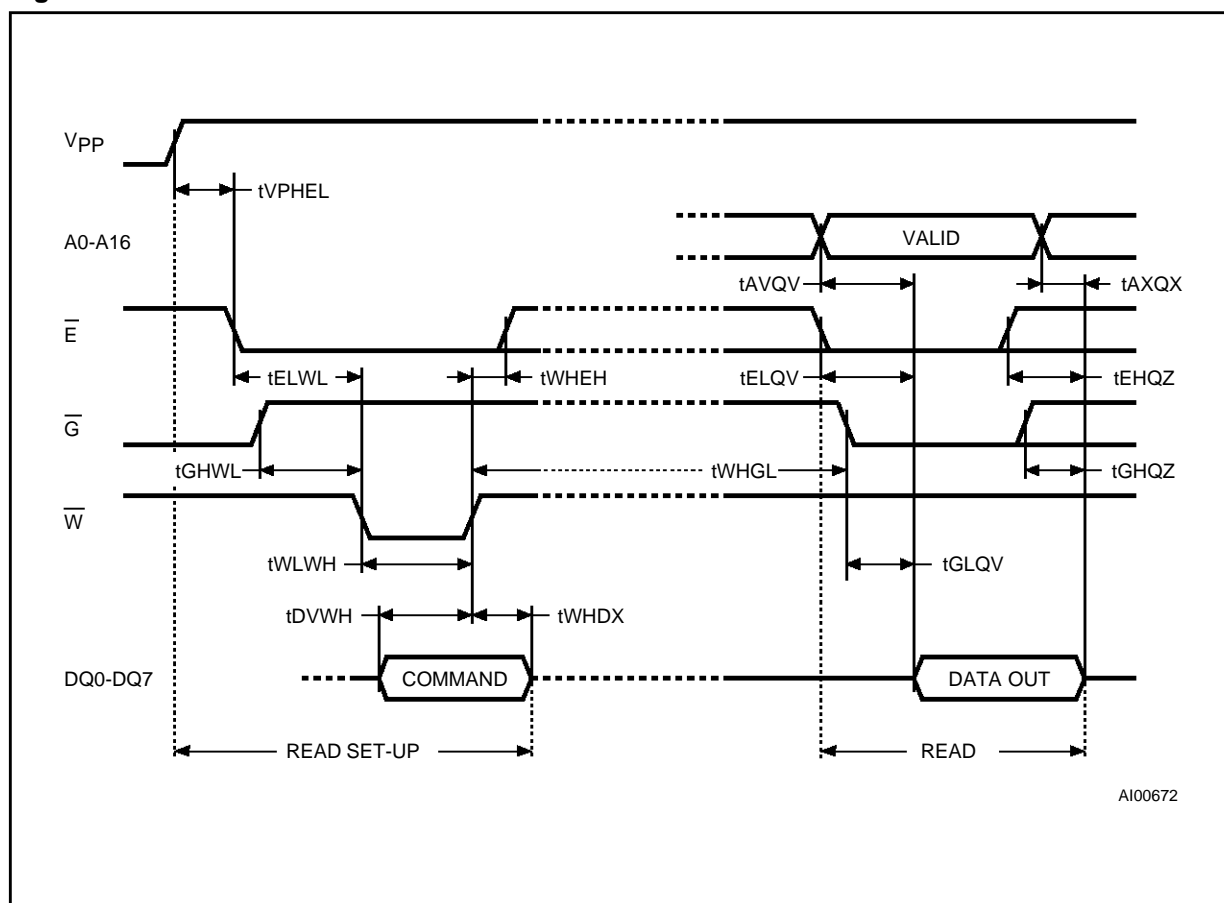 VPP
tVPHEL
A0-A16
VALID
tAVQV
tAXQX
E
tELWL
tWHEH
tELQV
tEHQZ
G
tGHWL
tWHGL
tGHQZ
W
tWLWH
tGLQV
tDVWH
tWHDX
DQ0-DQ7
COMMAND
DATA OUT
READ SET-UP
READ
AI00672